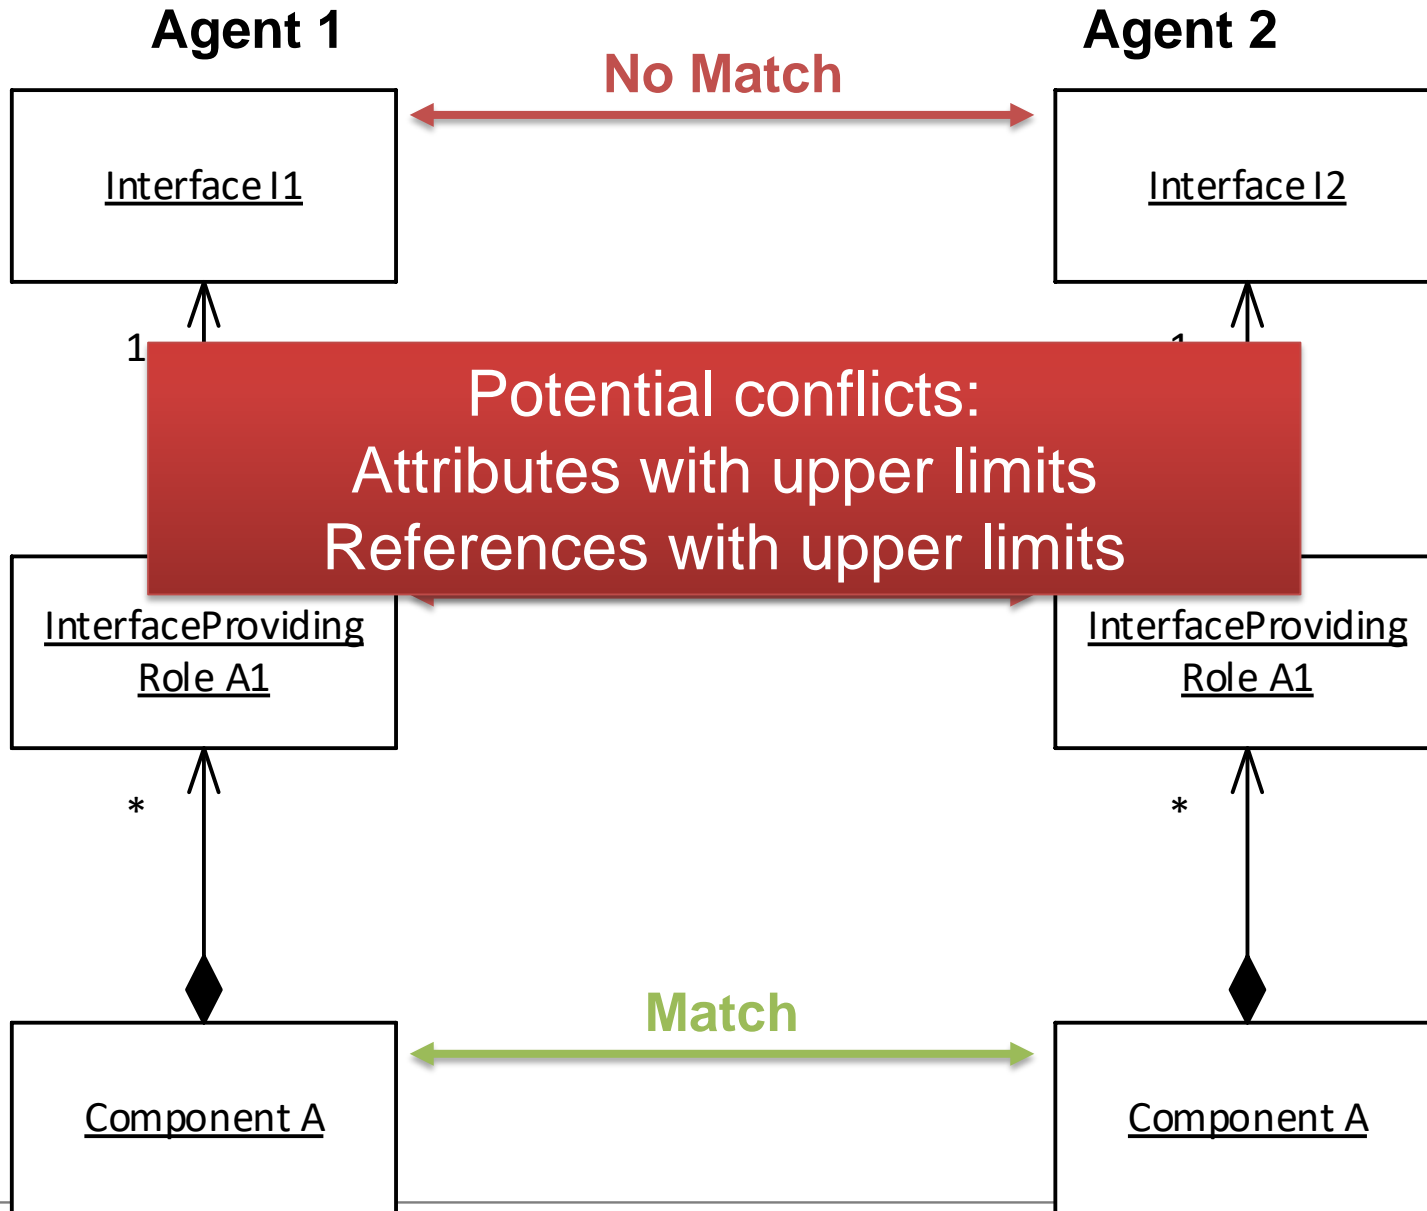 Agent 1
Agent 2
No Match
Interface I1
Interface I2
1
1
Potential conflicts:
Attributes with upper limits
References with upper limits
InterfaceProviding
Role A1
InterfaceProviding
Role A1
*
*
Match
Component A
Component A